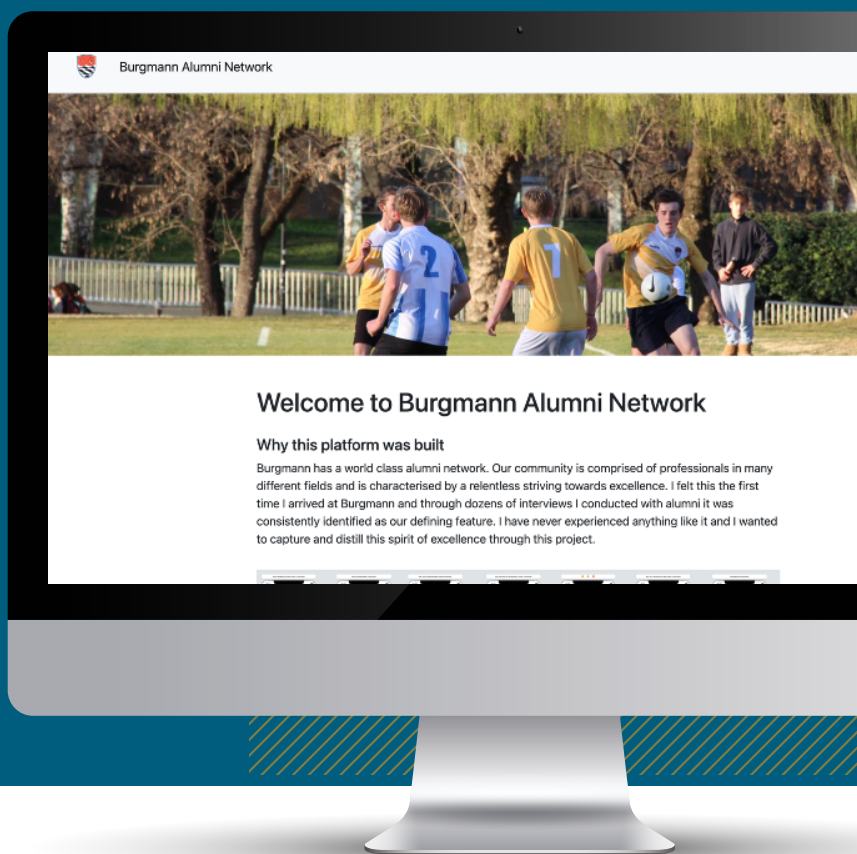 Burgmann Alumni Network
2
7
Welcome to Burgmann Alumni Network
Why this platform was built
Burgmann has a world class alumni network. Our community is comprised of professionals in many
different fields and is characterised by a relentless striving towards excellence. I felt this the first
time I arrived at Burgmann and through dozens of interviews I conducted with alumni it was
consistently identified as our defining feature. I have never experienced anything like it and I wanted
to capture and distill this spirit of excellence through this project.